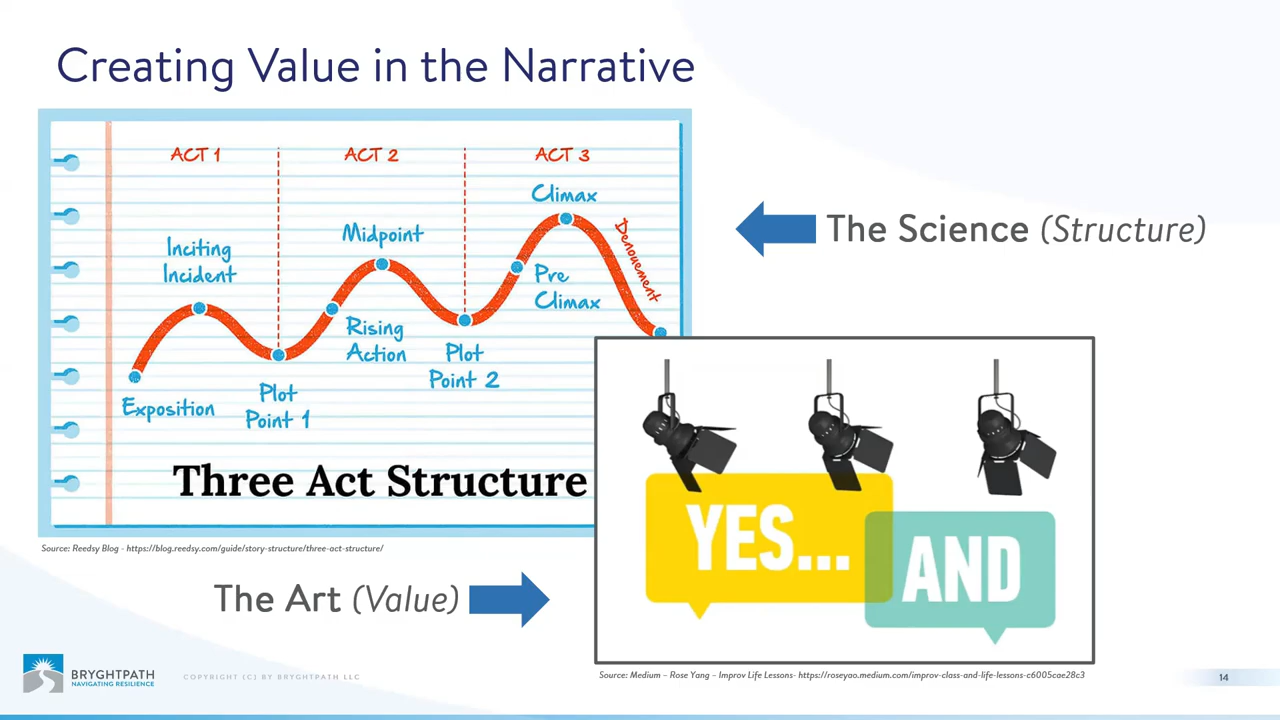 Creating Value in the Narrative
ACT 1
ACT 2
ACT 3
Climax
Midpoint
Inciting
Incident
Denouement
Pre
Climax
Rising
Action
Plot
Point 2
Plot
Point 1
Exposition
Three Act Structure
The Science (Structure)
YES...
AND
Source: Reedsy Blog - https://blog.reedsy.com/guide/story-structure/three-act-structure/
The Art (Value)
BRYGHTPATH
NAVIGATING RESILIENCE
COPYRIGHT (C) BY BRYGHTPATH LLC
Source: Medium – Rose Yang – Improv Life Lessons- https://roseyao.medium.com/improv-class-and-life-lessons-c6005cae28c3
14